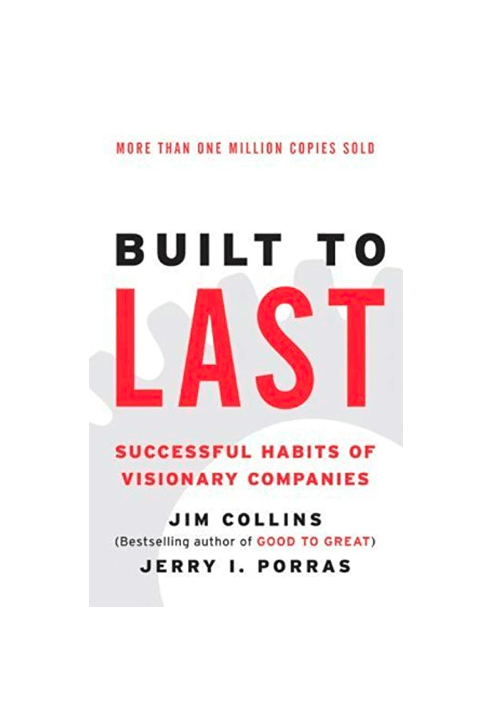 MORE THAN ONE MILLION COPIES SOLD
BUILT TO
LAST
SUCCESSFUL HABITS OF
VISIONARY COMPANIES
JIM COLLINS
(Bestselling author of GOOD TO GREAT)
JERRY I. PORRAS